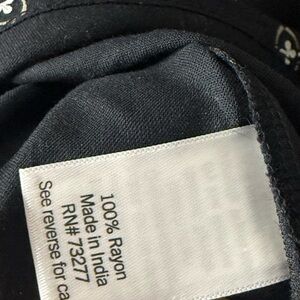 100% Rayon
Made in India
RN# 73277
See reverse for ca